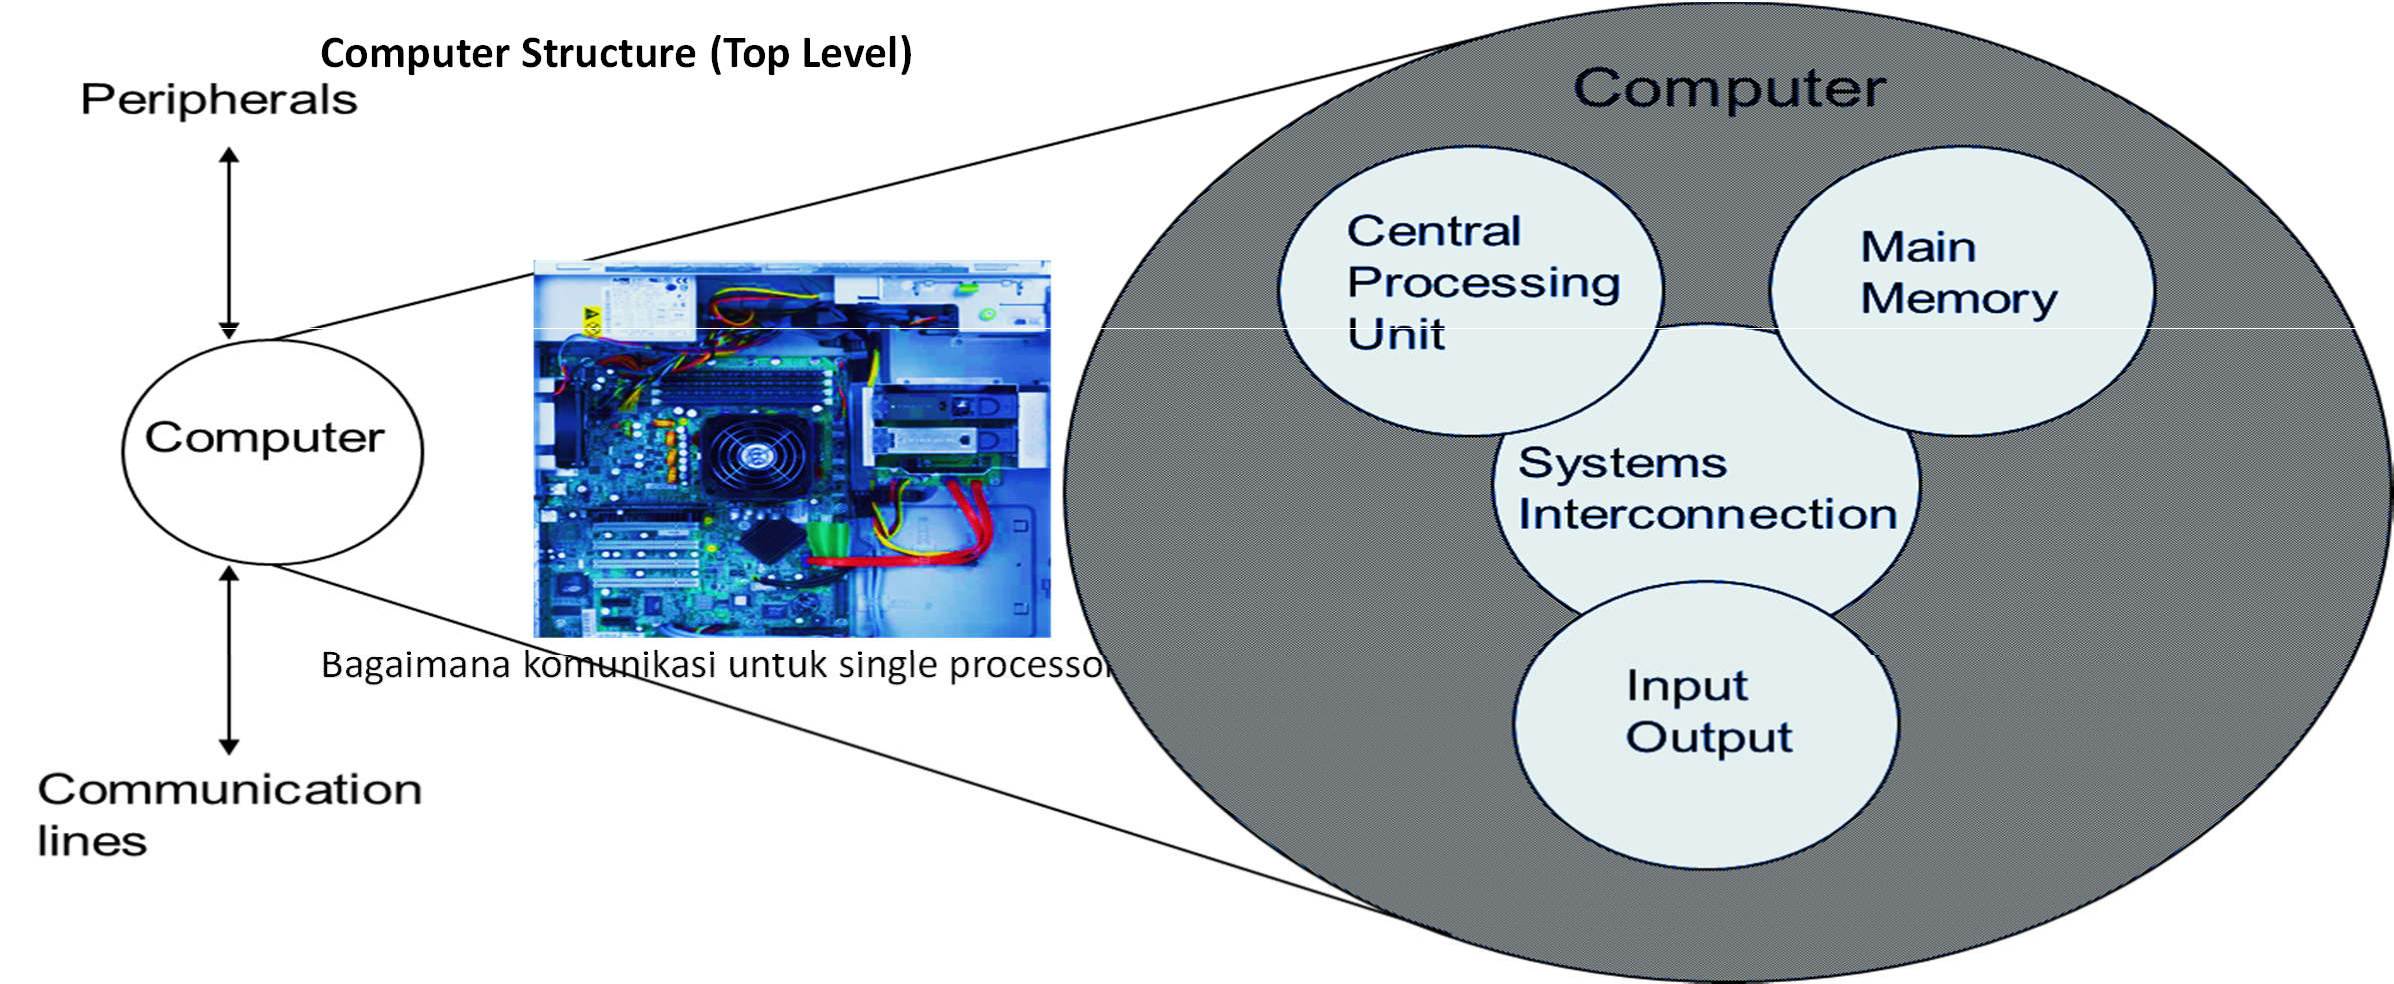 Computer Structure (Top Level)
Peripherals
Computer
Communication
lines
Bagaimana komunikasi untuk single processor
Computer
Central
Processing
Unit
Main
Memory
Systems
Interconnection
Input
Output